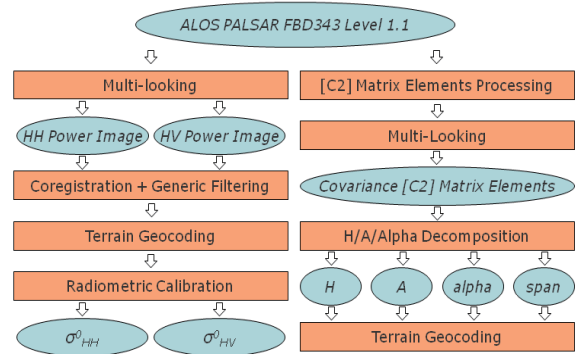 ALOS PALSAR FBD343 Level 1.1
Multi-looking
HH Power Image
HV Power Image
Coregistration + Generic Filtering
Terrain Geocoding
Radiometric Calibration
σ⁰HH
σ⁰HV
[C2] Matrix Elements Processing
Multi-Looking
Covariance [C2] Matrix Elements
H/A/Alpha Decomposition
H
A
alpha
span
Terrain Geocoding